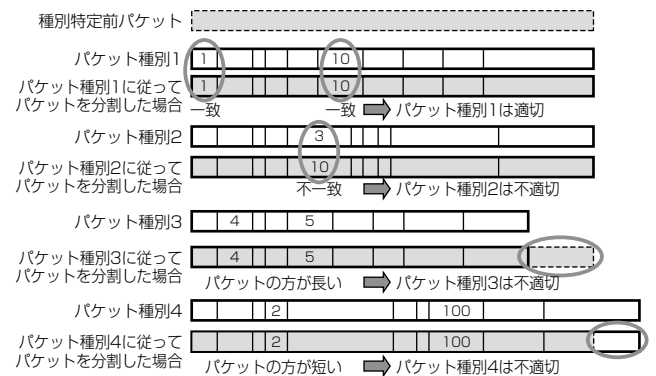 種別特定前パケット
パケット種別1 1 10
パケット種別1に従って
パケットを分割した場合 1 10
一致 一致 パケット種別1は適切
パケット種別2 3
パケット種別2に従って
パケットを分割した場合 10
不一致 パケット種別2は不適切
パケット種別3 4 5
パケット種別3に従って
パケットを分割した場合 4 5
パケットの方が長い パケット種別3は不適切
パケット種別4 2 100
パケット種別4に従って
パケットを分割した場合 2 100
パケットの方が短い パケット種別4は不適切